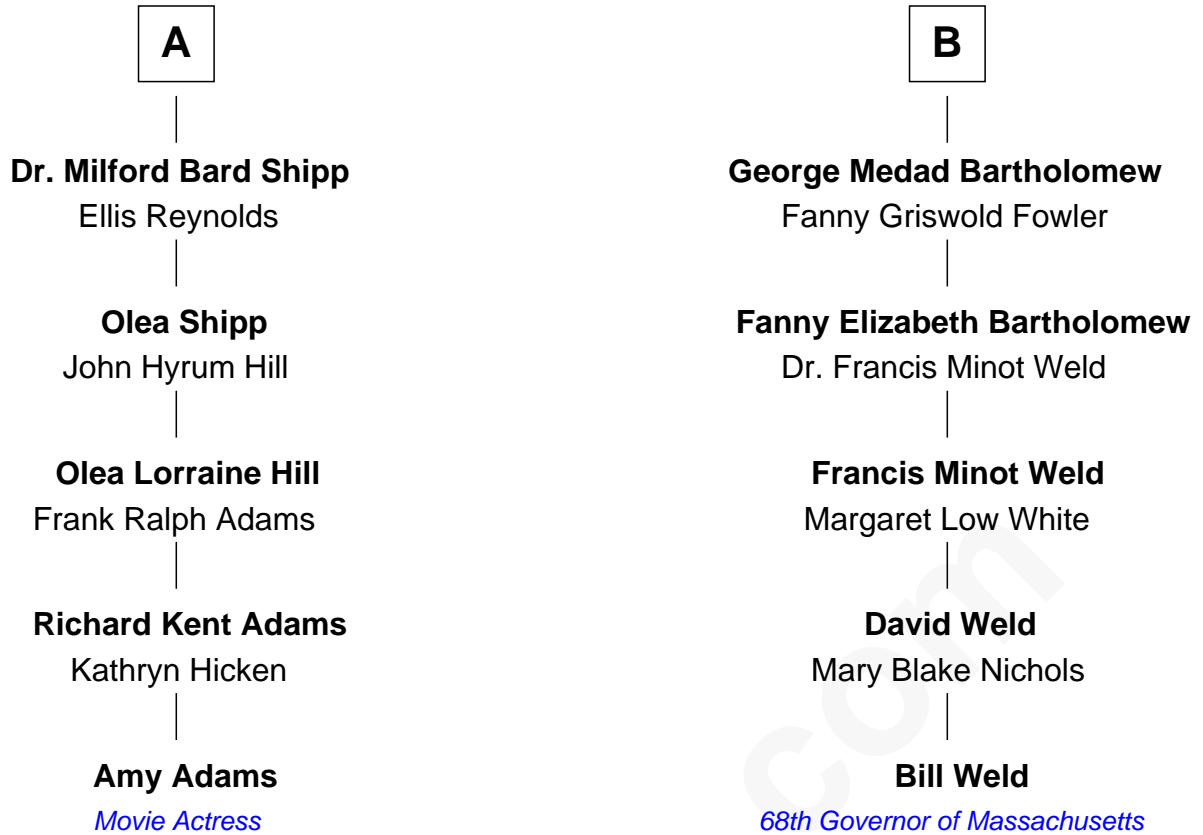 A
Dr. Milford Bard Shipp
Ellis Reynolds
Olea Shipp
John Hyrum Hill
Olea Lorraine Hill
Frank Ralph Adams
Richard Kent Adams
Kathryn Hicken
Amy Adams
Movie Actress
B
George Medad Bartholomew
Fanny Griswold Fowler
Fanny Elizabeth Bartholomew
Dr. Francis Minot Weld
Francis Minot Weld
Margaret Low White
David Weld
Mary Blake Nichols
Bill Weld
68th Governor of Massachusetts
com